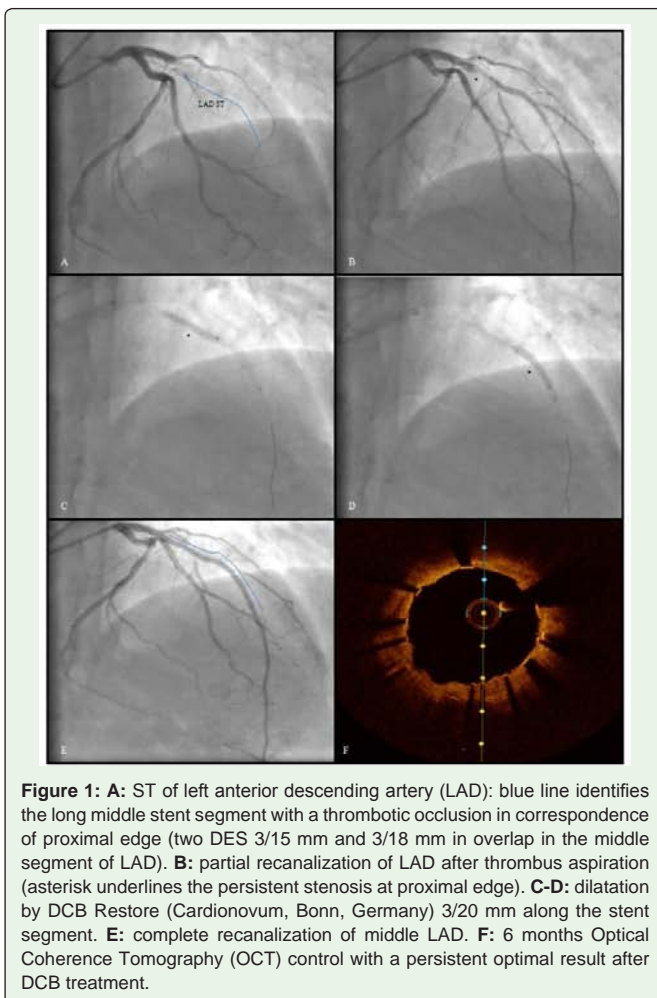 LAD ST
A
B
C
D
E
F
Figure 1: A: ST of left anterior descending artery (LAD): blue line identifies
the long middle stent segment with a thrombotic occlusion in correspondence
of proximal edge (two DES 3/15 mm and 3/18 mm in overlap in the middle
segment of LAD). B: partial recanalization of LAD after thrombus aspiration
(asterisk underlines the persistent stenosis at proximal edge). C-D: dilatation
by DCB Restore (Cardionovum, Bonn, Germany) 3/20 mm along the stent
segment. E: complete recanalization of middle LAD. F: 6 months Optical
Coherence Tomography (OCT) control with a persistent optimal result after
DCB treatment.